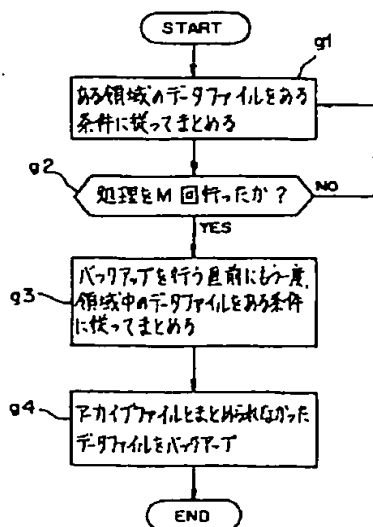 START
g1
ある領域のデータファイルをある
条件に従ってまとめる
g2
処理をM回行ったか?
NO
YES
g3
バックアップを行う直前にもう一度,
領域中のデータファイルをある条件
に従ってまとめる
g4
アーカイブファイルとまとめられなかった
データファイルをバックアップ
END